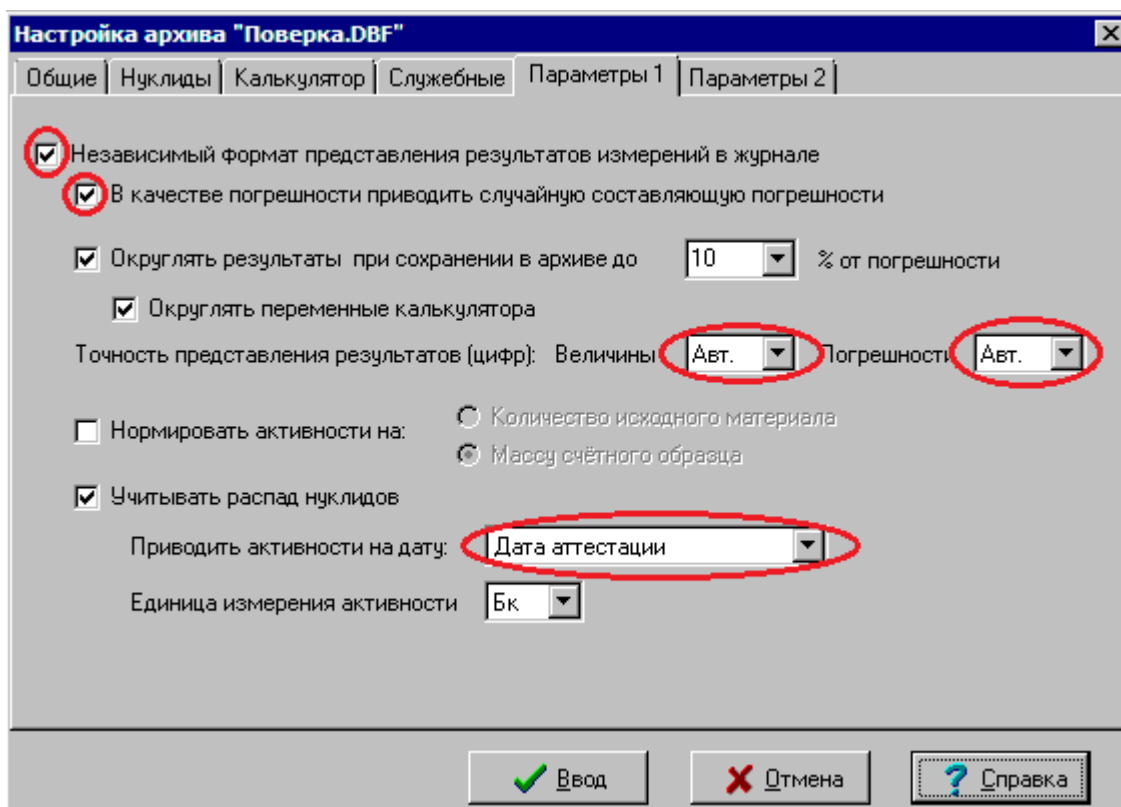 Настройка архива "Поверка.DBF"
Общие Нуклиды Калькулятор Служебные Параметры 1 Параметры 2
Независимый формат представления результатов измерений в журнале
В качестве погрешности приводить случайную составляющую погрешности
Округлять результаты при сохранении в архиве до 10 % от погрешности
Округлять переменные калькулятора
Точность представления результатов (цифр): Величины Авт. Погрешности Авт.
Нормировать активности на: Количество исходного материала
Массу счётного образца
Учитывать распад нуклидов
Приводить активности на дату: Дата аттестации
Единица измерения активности Бк
Ввод Отмена Справка